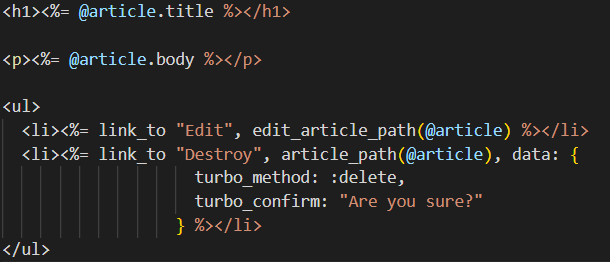 <h1><%= @article.title %></h1>
<p><%= @article.body %></p>
<ul>
  <li><%= link_to "Edit", edit_article_path(@article) %></li>
  <li><%= link_to "Destroy", article_path(@article), data: {
                    turbo_method: :delete,
                    turbo_confirm: "Are you sure?"
                  } %></li>
</ul>